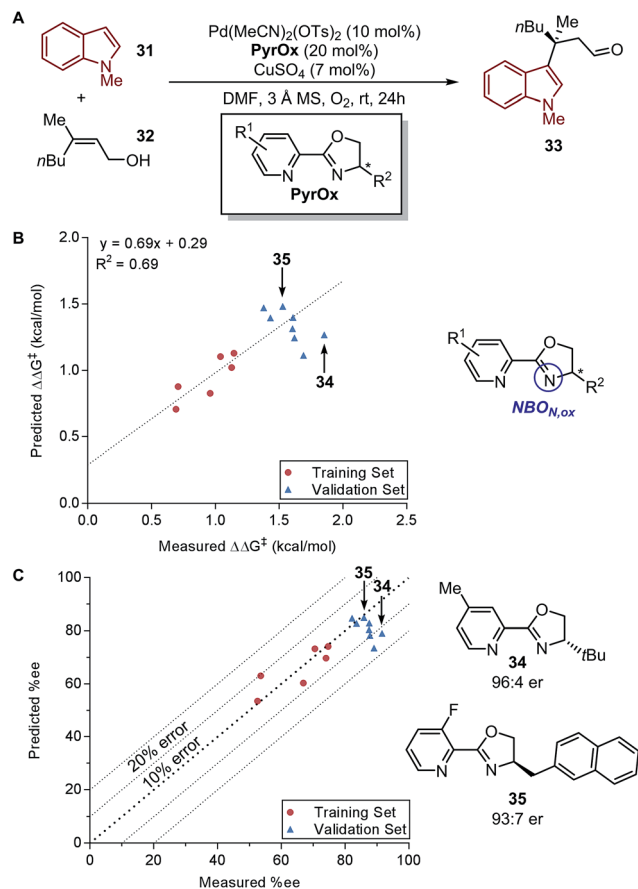 A
31
N
Me
+
Me
32
nBu
OH
Pd(MeCN)2(OTs)2 (10 mol%)
PyrOx (20 mol%)
CuSO4 (7 mol%)
DMF, 3 Å MS, O2, rt, 24h
R1
O
N
N
*
R2
PyrOx
nBu
Me
O
N
Me
33
B
y = 0.69x + 0.29
R2 = 0.69
35
34
Predicted ΔΔG‡ (kcal/mol)
2.0
1.5
1.0
0.5
0.0
0.0
0.5
1.0
1.5
2.0
2.5
Training Set
Validation Set
Measured ΔΔG‡ (kcal/mol)
R1
O
N
N
*
R2
NBON,ox
C
35
34
Predicted %ee
100
80
60
40
20
0
20% error
10% error
0
20
40
60
80
100
Training Set
Validation Set
Measured %ee
Me
O
N
N
tBu
34
96:4 er
F
O
N
N
35
93:7 er